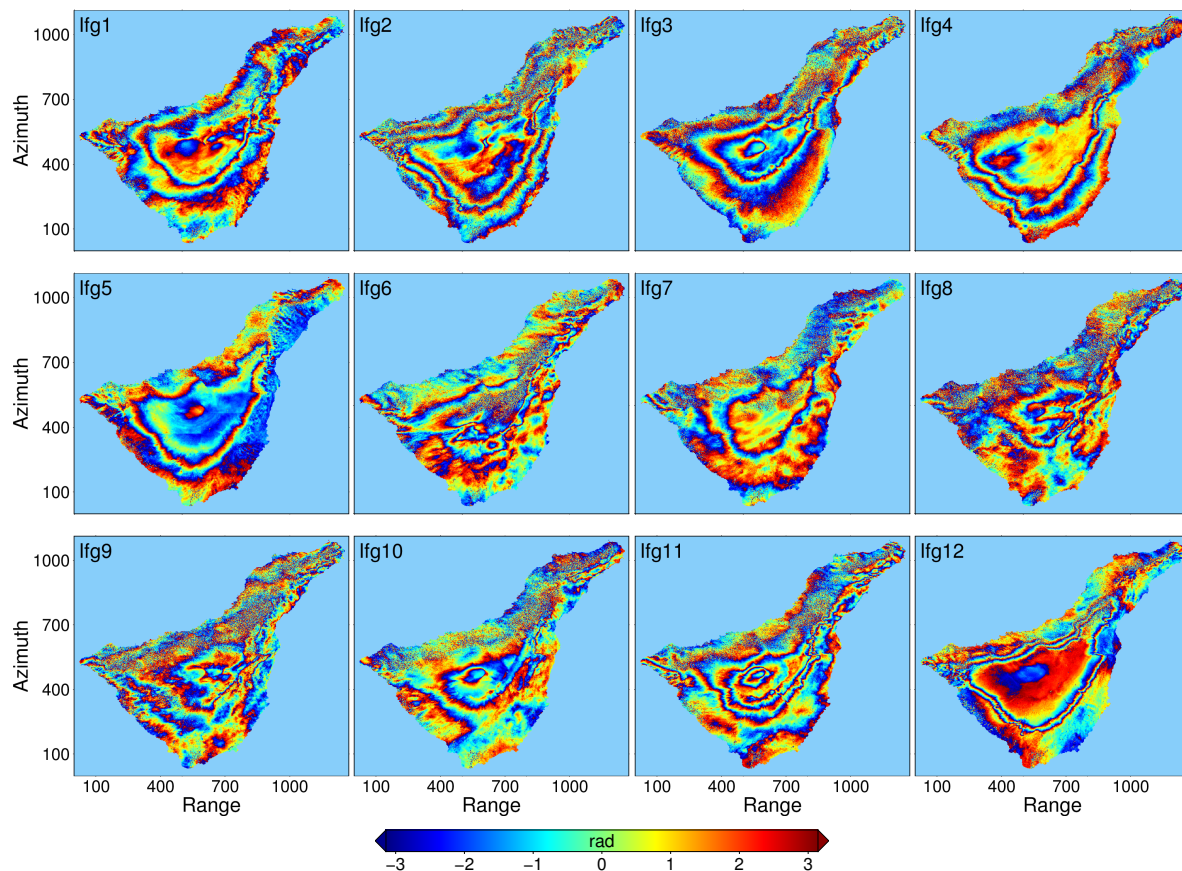 Ifg1 Ifg2 Ifg3 Ifg4
1000
700
400
100
Azimuth
Ifg5 Ifg6 Ifg7 Ifg8
1000
700
400
100
Azimuth
Ifg9 Ifg10 Ifg11 Ifg12
1000
700
400
100
Azimuth
100 400 700 1000 100 400 700 1000 100 400 700 1000 100 400 700 1000
Range Range Range Range
rad
−3 −2 −1 0 1 2 3